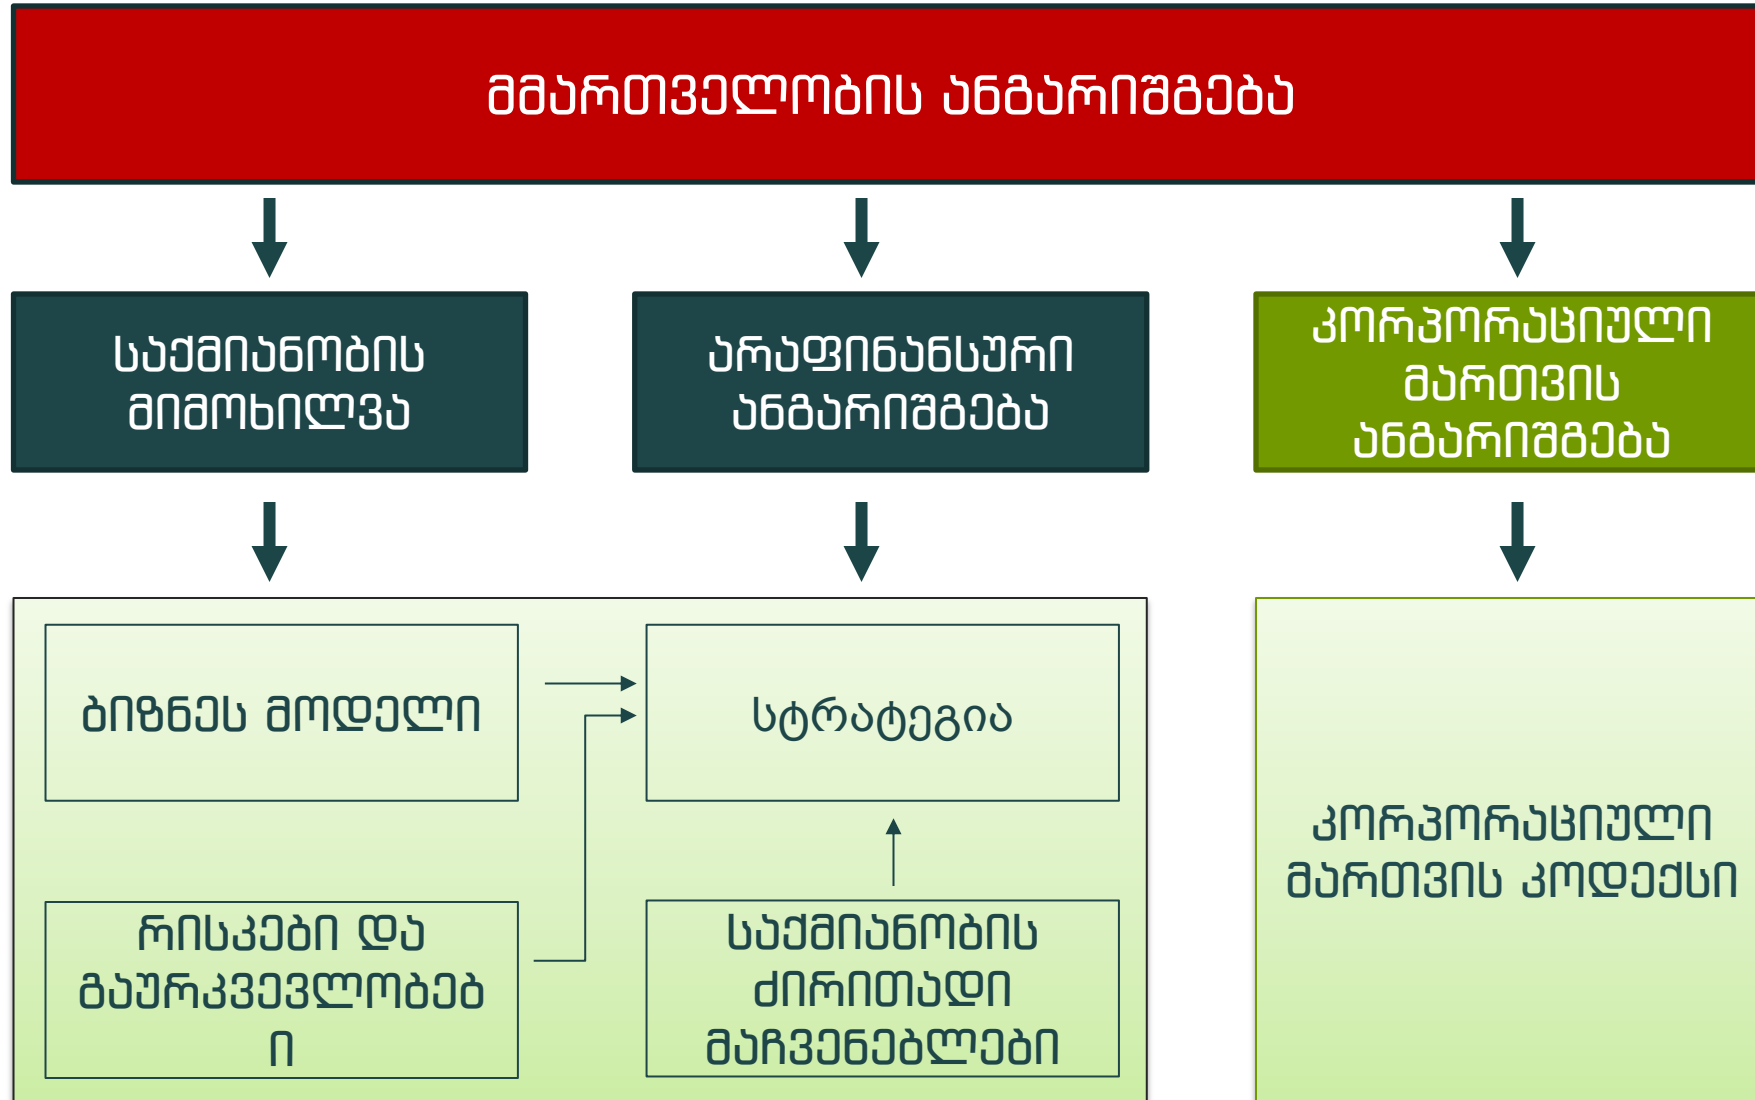 მმართველობის ანგარიშგება
საქმიანობის
მიმოხილვა
არაფინანსური
ანგარიშგება
კორპორაციული
მართვის
ანგარიშგება
ბიზნეს მოდელი
სტრატეგია
რისკები და
გაურკვევლობებ
ი
საქმიანობის
ძირითადი
მაჩვენებლები
კორპორაციული
მართვის კოდექსი